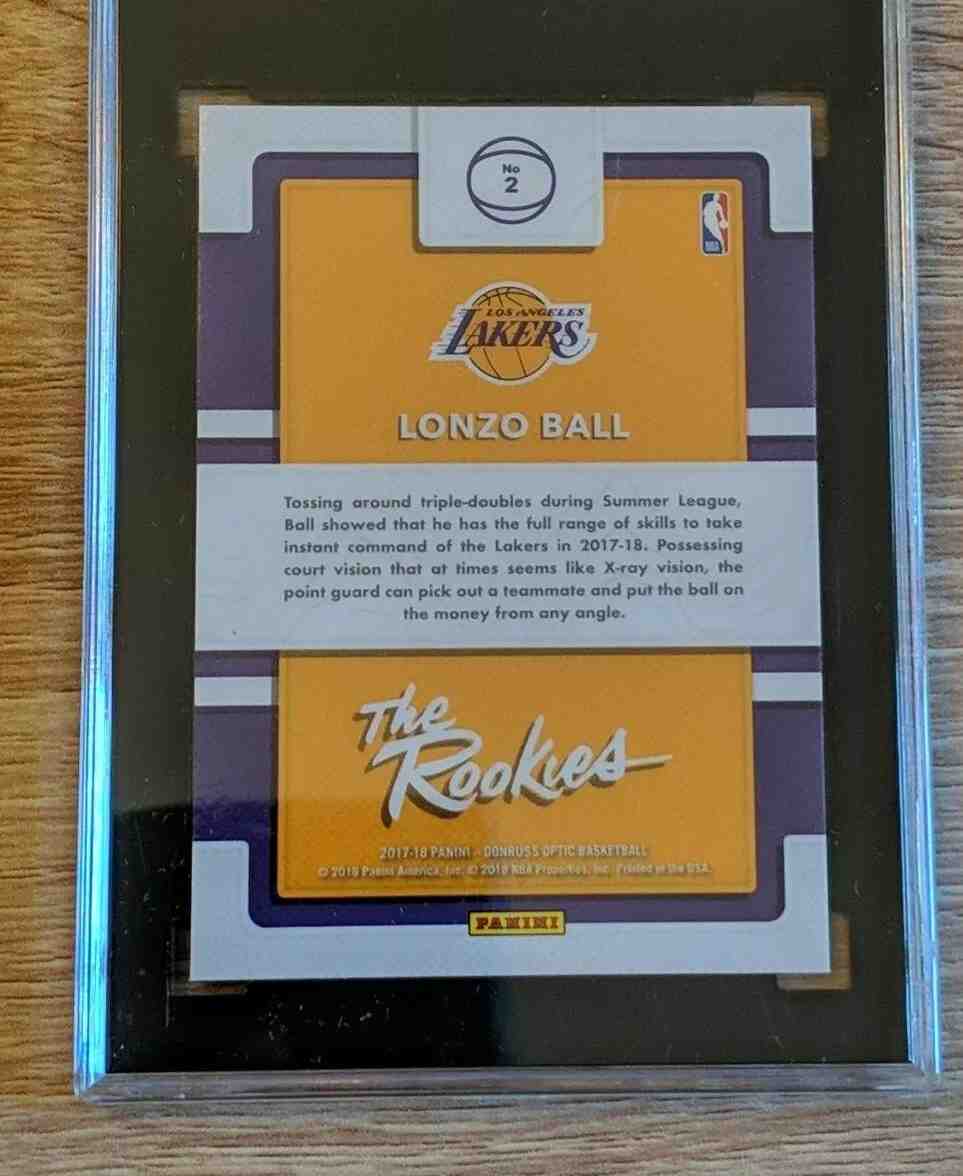 No
2
NBA
LOS ANGELES
LAKERS
LONZO BALL
Tossing around triple-doubles during Summer League,
Ball showed that he has the full range of skills to take
instant command of the Lakers in 2017-18. Possessing
court vision that at times seems like X-ray vision, the
point guard can pick out a teammate and put the ball on
the money from any angle.
The
Rookies
2017-18 PANINI - DONRUSS OPTIC BASKETBALL
© 2018 Panini America, Inc. © 2018 NBA Properties, Inc. Printed in the USA.
PANINI